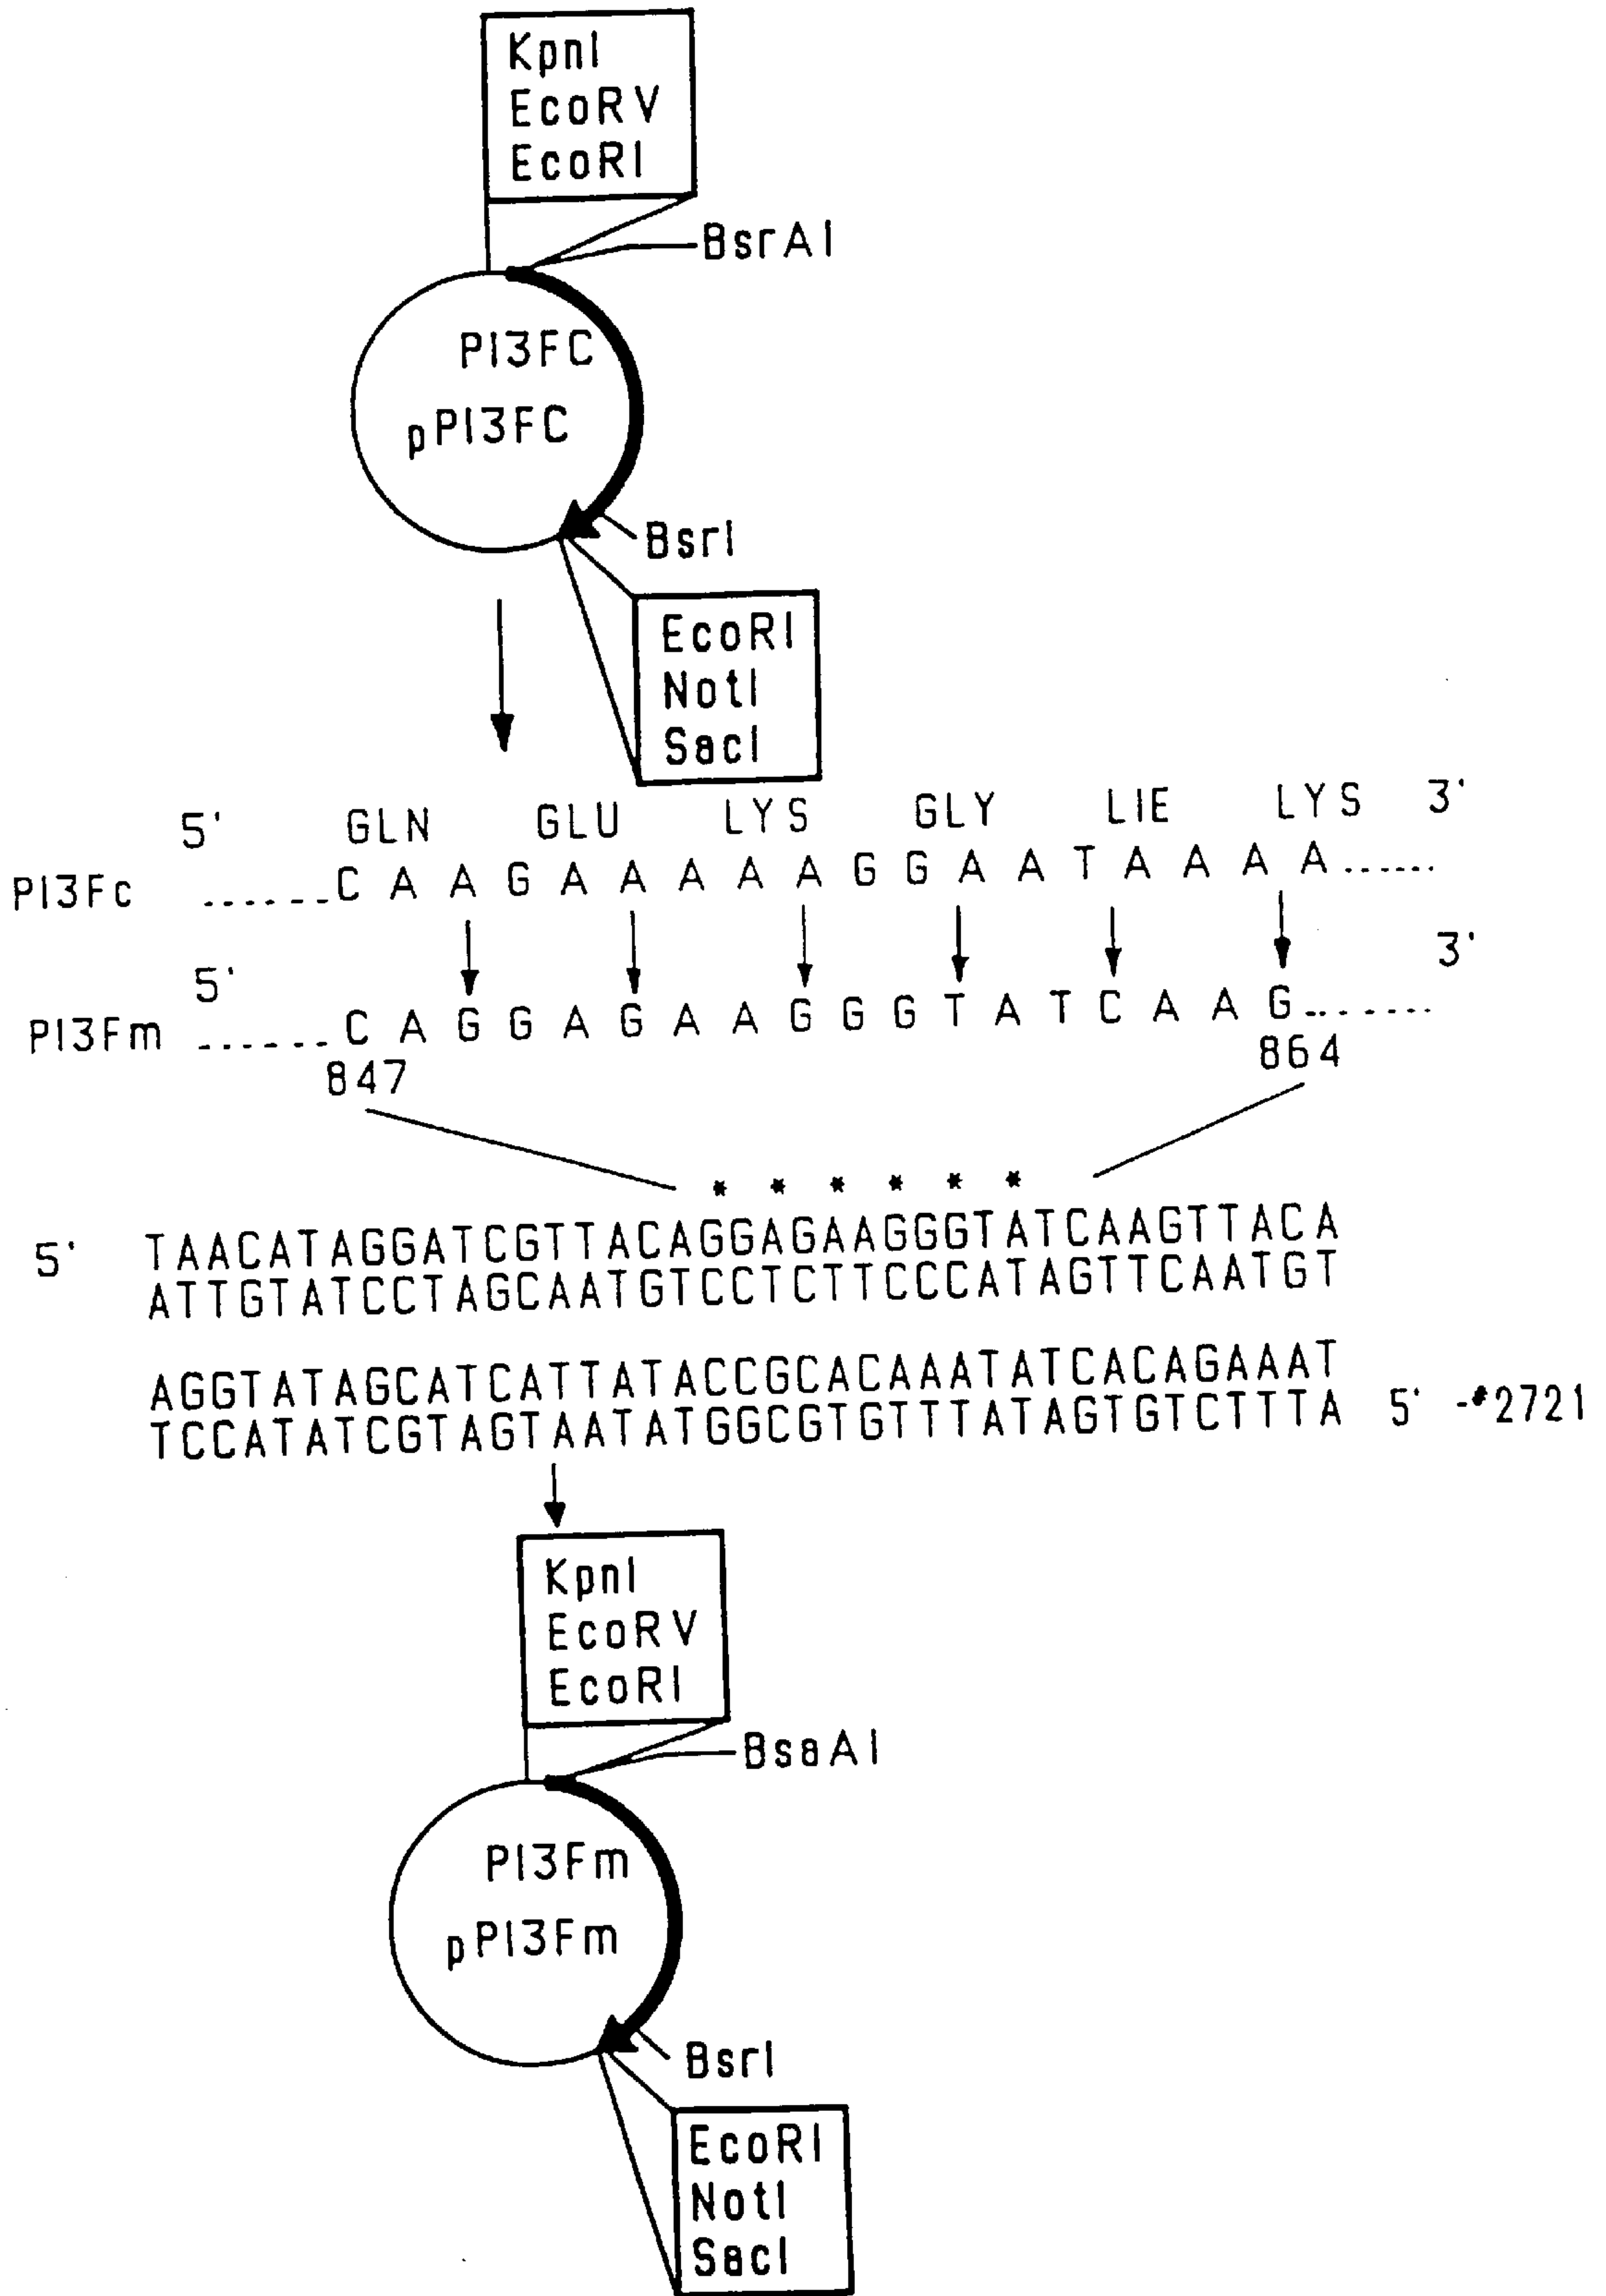 KpnI
EcoRV
EcoRI
BsrAI
PI3FC
pPI3FC
BsrI
EcoRI
NotI
SacI
5' GLN GLU LYS GLY LIE LYS 3'
PI3Fc ......C A A G A A A A A G G A A T A A A A......
5' 3'
PI3Fm ......C A G G A G A A G G G T A T C A A G.......
847 864
* * * * * *
5' TAACATAGGATCGTTACAGGAGAAGGGTATCAAGTTACA
ATTGTATCCTAGCAATGTCCTCTTCCCATAGTTCAATGT
AGGTATAGCATCATTATACCGCACAAATATCACAGAAAT
TCCATATCGTAGTAATATGGCGTGTTTATAGTGTCTTTA 5' -#2721
KpnI
EcoRV
EcoRI
BsaAI
PI3Fm
pPI3Fm
BsrI
EcoRI
NotI
SacI